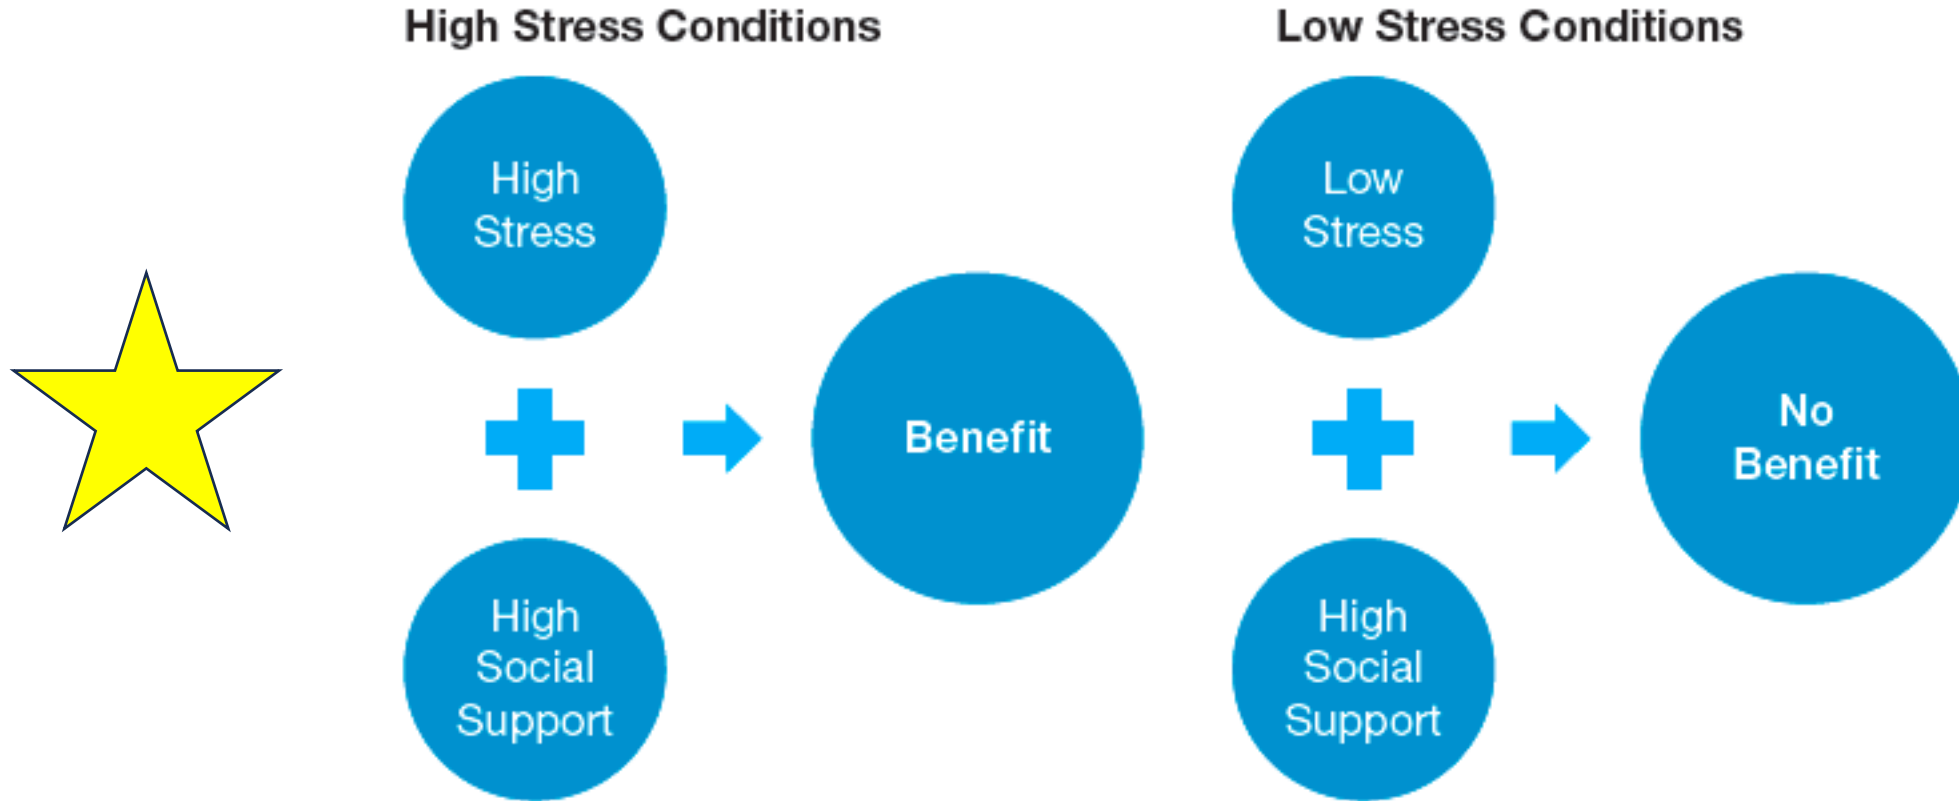 High Stress Conditions
High
Stress
Benefit
High
Social
Support
Low Stress Conditions
Low
Stress
No
Benefit
High
Social
Support